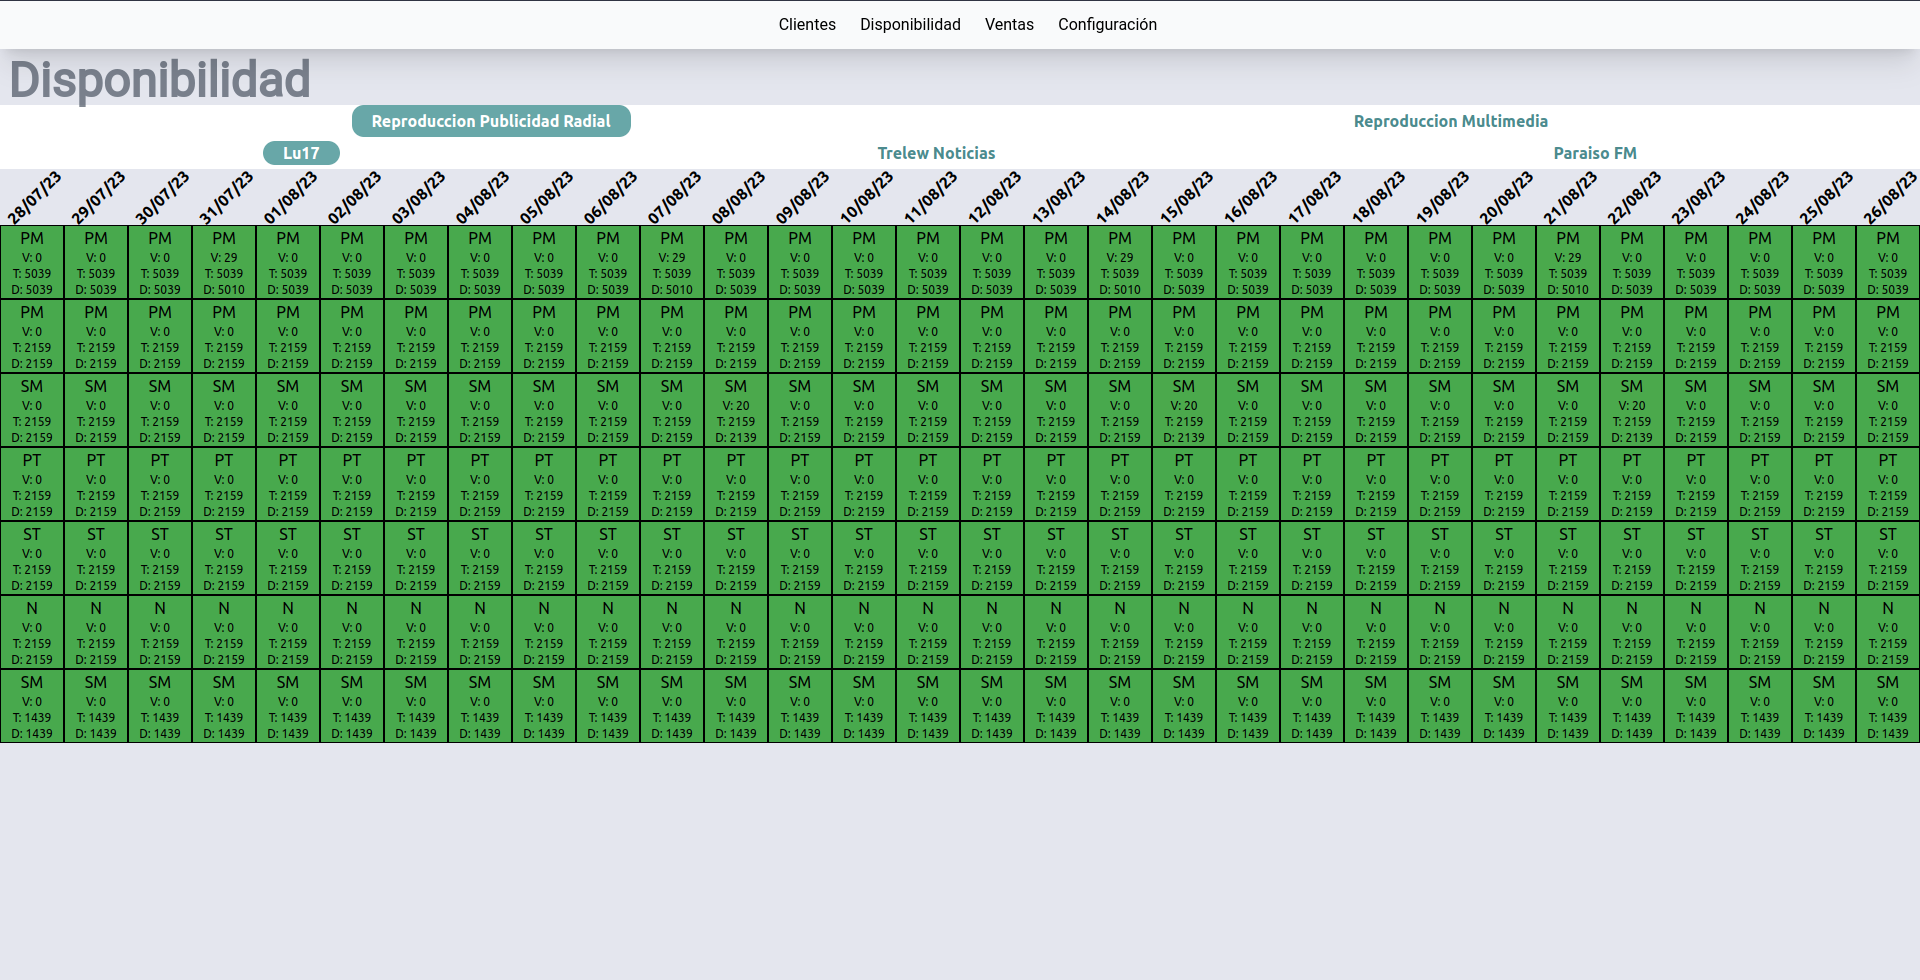 Clientes Disponibilidad Ventas Configuración
Disponibilidad
Reproduccion Publicidad Radial Reproduccion Multimedia
Lu17 Trelew Noticias Paraiso FM
28/07/23 29/07/23 30/07/23 31/07/23 01/08/23 02/08/23 03/08/23 04/08/23 05/08/23 06/08/23 07/08/23 08/08/23 09/08/23 10/08/23 11/08/23 12/08/23 13/08/23 14/08/23 15/08/23 16/08/23 17/08/23 18/08/23 19/08/23 20/08/23 21/08/23 22/08/23 23/08/23 24/08/23 25/08/23 26/08/23
PM PM PM PM PM PM PM PM PM PM PM PM PM PM PM PM PM PM PM PM PM PM PM PM PM PM PM PM PM PM
V: 0 V: 0 V: 0 V: 29 V: 0 V: 0 V: 0 V: 0 V: 0 V: 0 V: 29 V: 0 V: 0 V: 0 V: 0 V: 0 V: 0 V: 29 V: 0 V: 0 V: 0 V: 0 V: 0 V: 0 V: 29 V: 0 V: 0 V: 0 V: 0 V: 0
T: 5039 T: 5039 T: 5039 T: 5039 T: 5039 T: 5039 T: 5039 T: 5039 T: 5039 T: 5039 T: 5039 T: 5039 T: 5039 T: 5039 T: 5039 T: 5039 T: 5039 T: 5039 T: 5039 T: 5039 T: 5039 T: 5039 T: 5039 T: 5039 T: 5039 T: 5039 T: 5039 T: 5039 T: 5039 T: 5039
D: 5039 D: 5039 D: 5039 D: 5010 D: 5039 D: 5039 D: 5039 D: 5039 D: 5039 D: 5039 D: 5010 D: 5039 D: 5039 D: 5039 D: 5039 D: 5039 D: 5039 D: 5010 D: 5039 D: 5039 D: 5039 D: 5039 D: 5039 D: 5039 D: 5010 D: 5039 D: 5039 D: 5039 D: 5039 D: 5039
PM PM PM PM PM PM PM PM PM PM PM PM PM PM PM PM PM PM PM PM PM PM PM PM PM PM PM PM PM PM
V: 0 V: 0 V: 0 V: 0 V: 0 V: 0 V: 0 V: 0 V: 0 V: 0 V: 0 V: 0 V: 0 V: 0 V: 0 V: 0 V: 0 V: 0 V: 0 V: 0 V: 0 V: 0 V: 0 V: 0 V: 0 V: 0 V: 0 V: 0 V: 0 V: 0
T: 2159 T: 2159 T: 2159 T: 2159 T: 2159 T: 2159 T: 2159 T: 2159 T: 2159 T: 2159 T: 2159 T: 2159 T: 2159 T: 2159 T: 2159 T: 2159 T: 2159 T: 2159 T: 2159 T: 2159 T: 2159 T: 2159 T: 2159 T: 2159 T: 2159 T: 2159 T: 2159 T: 2159 T: 2159 T: 2159
D: 2159 D: 2159 D: 2159 D: 2159 D: 2159 D: 2159 D: 2159 D: 2159 D: 2159 D: 2159 D: 2159 D: 2159 D: 2159 D: 2159 D: 2159 D: 2159 D: 2159 D: 2159 D: 2159 D: 2159 D: 2159 D: 2159 D: 2159 D: 2159 D: 2159 D: 2159 D: 2159 D: 2159 D: 2159 D: 2159
SM SM SM SM SM SM SM SM SM SM SM SM SM SM SM SM SM SM SM SM SM SM SM SM SM SM SM SM SM SM
V: 0 V: 0 V: 0 V: 0 V: 0 V: 0 V: 0 V: 0 V: 0 V: 0 V: 0 V: 20 V: 0 V: 0 V: 0 V: 0 V: 0 V: 0 V: 20 V: 0 V: 0 V: 0 V: 0 V: 0 V: 0 V: 20 V: 0 V: 0 V: 0 V: 0
T: 2159 T: 2159 T: 2159 T: 2159 T: 2159 T: 2159 T: 2159 T: 2159 T: 2159 T: 2159 T: 2159 T: 2159 T: 2159 T: 2159 T: 2159 T: 2159 T: 2159 T: 2159 T: 2159 T: 2159 T: 2159 T: 2159 T: 2159 T: 2159 T: 2159 T: 2159 T: 2159 T: 2159 T: 2159 T: 2159
D: 2159 D: 2159 D: 2159 D: 2159 D: 2159 D: 2159 D: 2159 D: 2159 D: 2159 D: 2159 D: 2159 D: 2139 D: 2159 D: 2159 D: 2159 D: 2159 D: 2159 D: 2159 D: 2139 D: 2159 D: 2159 D: 2159 D: 2159 D: 2159 D: 2159 D: 2139 D: 2159 D: 2159 D: 2159 D: 2159
PT PT PT PT PT PT PT PT PT PT PT PT PT PT PT PT PT PT PT PT PT PT PT PT PT PT PT PT PT PT
V: 0 V: 0 V: 0 V: 0 V: 0 V: 0 V: 0 V: 0 V: 0 V: 0 V: 0 V: 0 V: 0 V: 0 V: 0 V: 0 V: 0 V: 0 V: 0 V: 0 V: 0 V: 0 V: 0 V: 0 V: 0 V: 0 V: 0 V: 0 V: 0 V: 0
T: 2159 T: 2159 T: 2159 T: 2159 T: 2159 T: 2159 T: 2159 T: 2159 T: 2159 T: 2159 T: 2159 T: 2159 T: 2159 T: 2159 T: 2159 T: 2159 T: 2159 T: 2159 T: 2159 T: 2159 T: 2159 T: 2159 T: 2159 T: 2159 T: 2159 T: 2159 T: 2159 T: 2159 T: 2159 T: 2159
D: 2159 D: 2159 D: 2159 D: 2159 D: 2159 D: 2159 D: 2159 D: 2159 D: 2159 D: 2159 D: 2159 D: 2159 D: 2159 D: 2159 D: 2159 D: 2159 D: 2159 D: 2159 D: 2159 D: 2159 D: 2159 D: 2159 D: 2159 D: 2159 D: 2159 D: 2159 D: 2159 D: 2159 D: 2159 D: 2159
ST ST ST ST ST ST ST ST ST ST ST ST ST ST ST ST ST ST ST ST ST ST ST ST ST ST ST ST ST ST
V: 0 V: 0 V: 0 V: 0 V: 0 V: 0 V: 0 V: 0 V: 0 V: 0 V: 0 V: 0 V: 0 V: 0 V: 0 V: 0 V: 0 V: 0 V: 0 V: 0 V: 0 V: 0 V: 0 V: 0 V: 0 V: 0 V: 0 V: 0 V: 0 V: 0
T: 2159 T: 2159 T: 2159 T: 2159 T: 2159 T: 2159 T: 2159 T: 2159 T: 2159 T: 2159 T: 2159 T: 2159 T: 2159 T: 2159 T: 2159 T: 2159 T: 2159 T: 2159 T: 2159 T: 2159 T: 2159 T: 2159 T: 2159 T: 2159 T: 2159 T: 2159 T: 2159 T: 2159 T: 2159 T: 2159
D: 2159 D: 2159 D: 2159 D: 2159 D: 2159 D: 2159 D: 2159 D: 2159 D: 2159 D: 2159 D: 2159 D: 2159 D: 2159 D: 2159 D: 2159 D: 2159 D: 2159 D: 2159 D: 2159 D: 2159 D: 2159 D: 2159 D: 2159 D: 2159 D: 2159 D: 2159 D: 2159 D: 2159 D: 2159 D: 2159
N N N N N N N N N N N N N N N N N N N N N N N N N N N N N N
V: 0 V: 0 V: 0 V: 0 V: 0 V: 0 V: 0 V: 0 V: 0 V: 0 V: 0 V: 0 V: 0 V: 0 V: 0 V: 0 V: 0 V: 0 V: 0 V: 0 V: 0 V: 0 V: 0 V: 0 V: 0 V: 0 V: 0 V: 0 V: 0 V: 0
T: 2159 T: 2159 T: 2159 T: 2159 T: 2159 T: 2159 T: 2159 T: 2159 T: 2159 T: 2159 T: 2159 T: 2159 T: 2159 T: 2159 T: 2159 T: 2159 T: 2159 T: 2159 T: 2159 T: 2159 T: 2159 T: 2159 T: 2159 T: 2159 T: 2159 T: 2159 T: 2159 T: 2159 T: 2159 T: 2159
D: 2159 D: 2159 D: 2159 D: 2159 D: 2159 D: 2159 D: 2159 D: 2159 D: 2159 D: 2159 D: 2159 D: 2159 D: 2159 D: 2159 D: 2159 D: 2159 D: 2159 D: 2159 D: 2159 D: 2159 D: 2159 D: 2159 D: 2159 D: 2159 D: 2159 D: 2159 D: 2159 D: 2159 D: 2159 D: 2159
SM SM SM SM SM SM SM SM SM SM SM SM SM SM SM SM SM SM SM SM SM SM SM SM SM SM SM SM SM SM
V: 0 V: 0 V: 0 V: 0 V: 0 V: 0 V: 0 V: 0 V: 0 V: 0 V: 0 V: 0 V: 0 V: 0 V: 0 V: 0 V: 0 V: 0 V: 0 V: 0 V: 0 V: 0 V: 0 V: 0 V: 0 V: 0 V: 0 V: 0 V: 0 V: 0
T: 1439 T: 1439 T: 1439 T: 1439 T: 1439 T: 1439 T: 1439 T: 1439 T: 1439 T: 1439 T: 1439 T: 1439 T: 1439 T: 1439 T: 1439 T: 1439 T: 1439 T: 1439 T: 1439 T: 1439 T: 1439 T: 1439 T: 1439 T: 1439 T: 1439 T: 1439 T: 1439 T: 1439 T: 1439 T: 1439
D: 1439 D: 1439 D: 1439 D: 1439 D: 1439 D: 1439 D: 1439 D: 1439 D: 1439 D: 1439 D: 1439 D: 1439 D: 1439 D: 1439 D: 1439 D: 1439 D: 1439 D: 1439 D: 1439 D: 1439 D: 1439 D: 1439 D: 1439 D: 1439 D: 1439 D: 1439 D: 1439 D: 1439 D: 1439 D: 1439